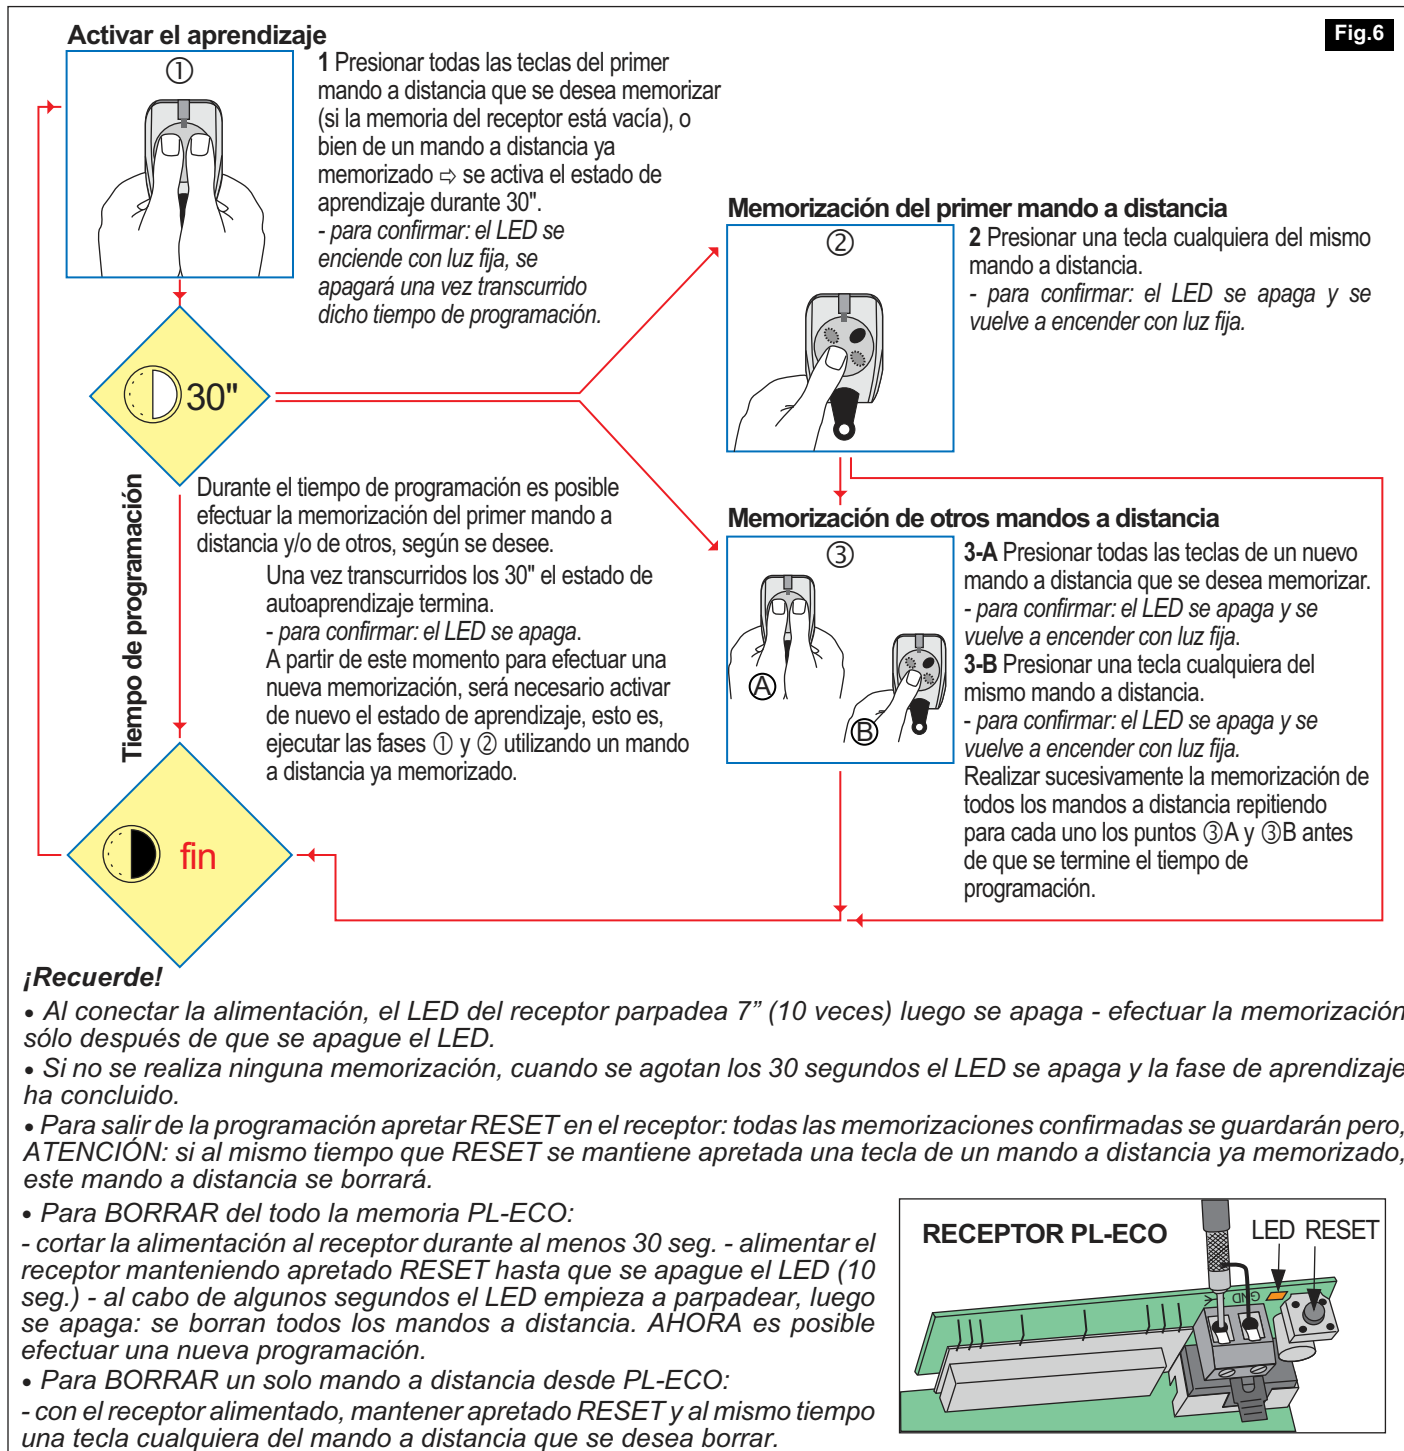 Activar el aprendizaje
Fig.6
①
1 Presionar todas las teclas del primer
mando a distancia que se desea memorizar
(si la memoria del receptor está vacía), o
bien de un mando a distancia ya
memorizado ⇨ se activa el estado de
aprendizaje durante 30".
- para confirmar: el LED se
enciende con luz fija, se
apagará una vez transcurrido
dicho tiempo de programación.
30"
Memorización del primer mando a distancia
②
2 Presionar una tecla cualquiera del mismo
mando a distancia.
- para confirmar: el LED se apaga y se
vuelve a encender con luz fija.
Tiempo de programación
Durante el tiempo de programación es posible
efectuar la memorización del primer mando a
distancia y/o de otros, según se desee.
Una vez transcurridos los 30" el estado de
autoaprendizaje termina.
- para confirmar: el LED se apaga.
A partir de este momento para efectuar una
nueva memorización, será necesario activar
de nuevo el estado de aprendizaje, esto es,
ejecutar las fases ① y ② utilizando un mando
a distancia ya memorizado.
Memorización de otros mandos a distancia
③
A
B
3-A Presionar todas las teclas de un nuevo
mando a distancia que se desea memorizar.
- para confirmar: el LED se apaga y se
vuelve a encender con luz fija.
3-B Presionar una tecla cualquiera del
mismo mando a distancia.
- para confirmar: el LED se apaga y se
vuelve a encender con luz fija.
Realizar sucesivamente la memorización de
todos los mandos a distancia repitiendo
para cada uno los puntos ③A y ③B antes
de que se termine el tiempo de
programación.
fin
¡Recuerde!
• Al conectar la alimentación, el LED del receptor parpadea 7” (10 veces) luego se apaga - efectuar la memorización
sólo después de que se apague el LED.
• Si no se realiza ninguna memorización, cuando se agotan los 30 segundos el LED se apaga y la fase de aprendizaje
ha concluido.
• Para salir de la programación apretar RESET en el receptor: todas las memorizaciones confirmadas se guardarán pero,
ATENCIÓN: si al mismo tiempo que RESET se mantiene apretada una tecla de un mando a distancia ya memorizado,
este mando a distancia se borrará.
• Para BORRAR del todo la memoria PL-ECO:
- cortar la alimentación al receptor durante al menos 30 seg. - alimentar el
receptor manteniendo apretado RESET hasta que se apague el LED (10
seg.) - al cabo de algunos segundos el LED empieza a parpadear, luego
se apaga: se borran todos los mandos a distancia. AHORA es posible
efectuar una nueva programación.
• Para BORRAR un solo mando a distancia desde PL-ECO:
- con el receptor alimentado, mantener apretado RESET y al mismo tiempo
una tecla cualquiera del mando a distancia que se desea borrar.
RECEPTOR PL-ECO
LED RESET
GND